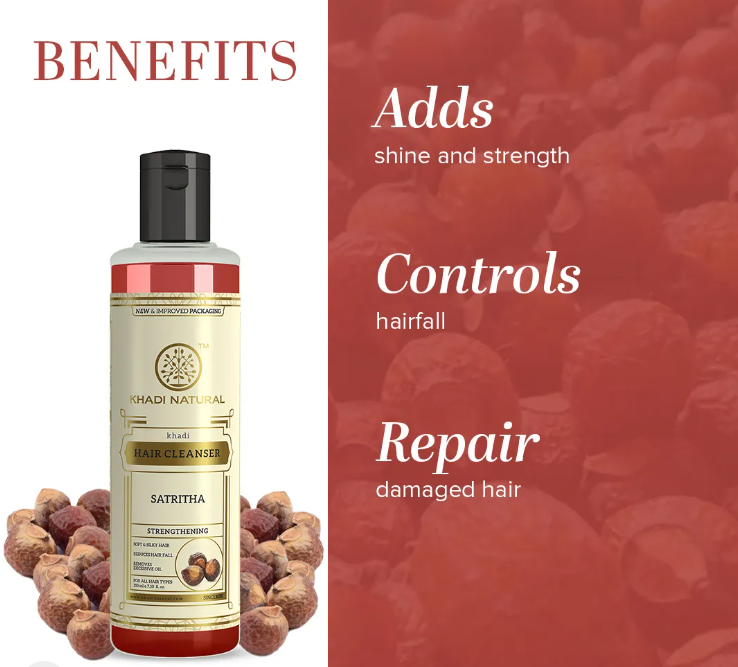 BENEFITS
Adds
shine and strength
Controls
hairfall
Repair
damaged hair
NEW & IMPROVED PACKAGING
TM
KHADI NATURAL
khadi
HAIR CLEANSER
SATRITHA
STRENGTHENING
SOFT & SILKY HAIR
REDUCES HAIR FALL
REMOVES
EXCESSIVE OIL
FOR ALL HAIR TYPES